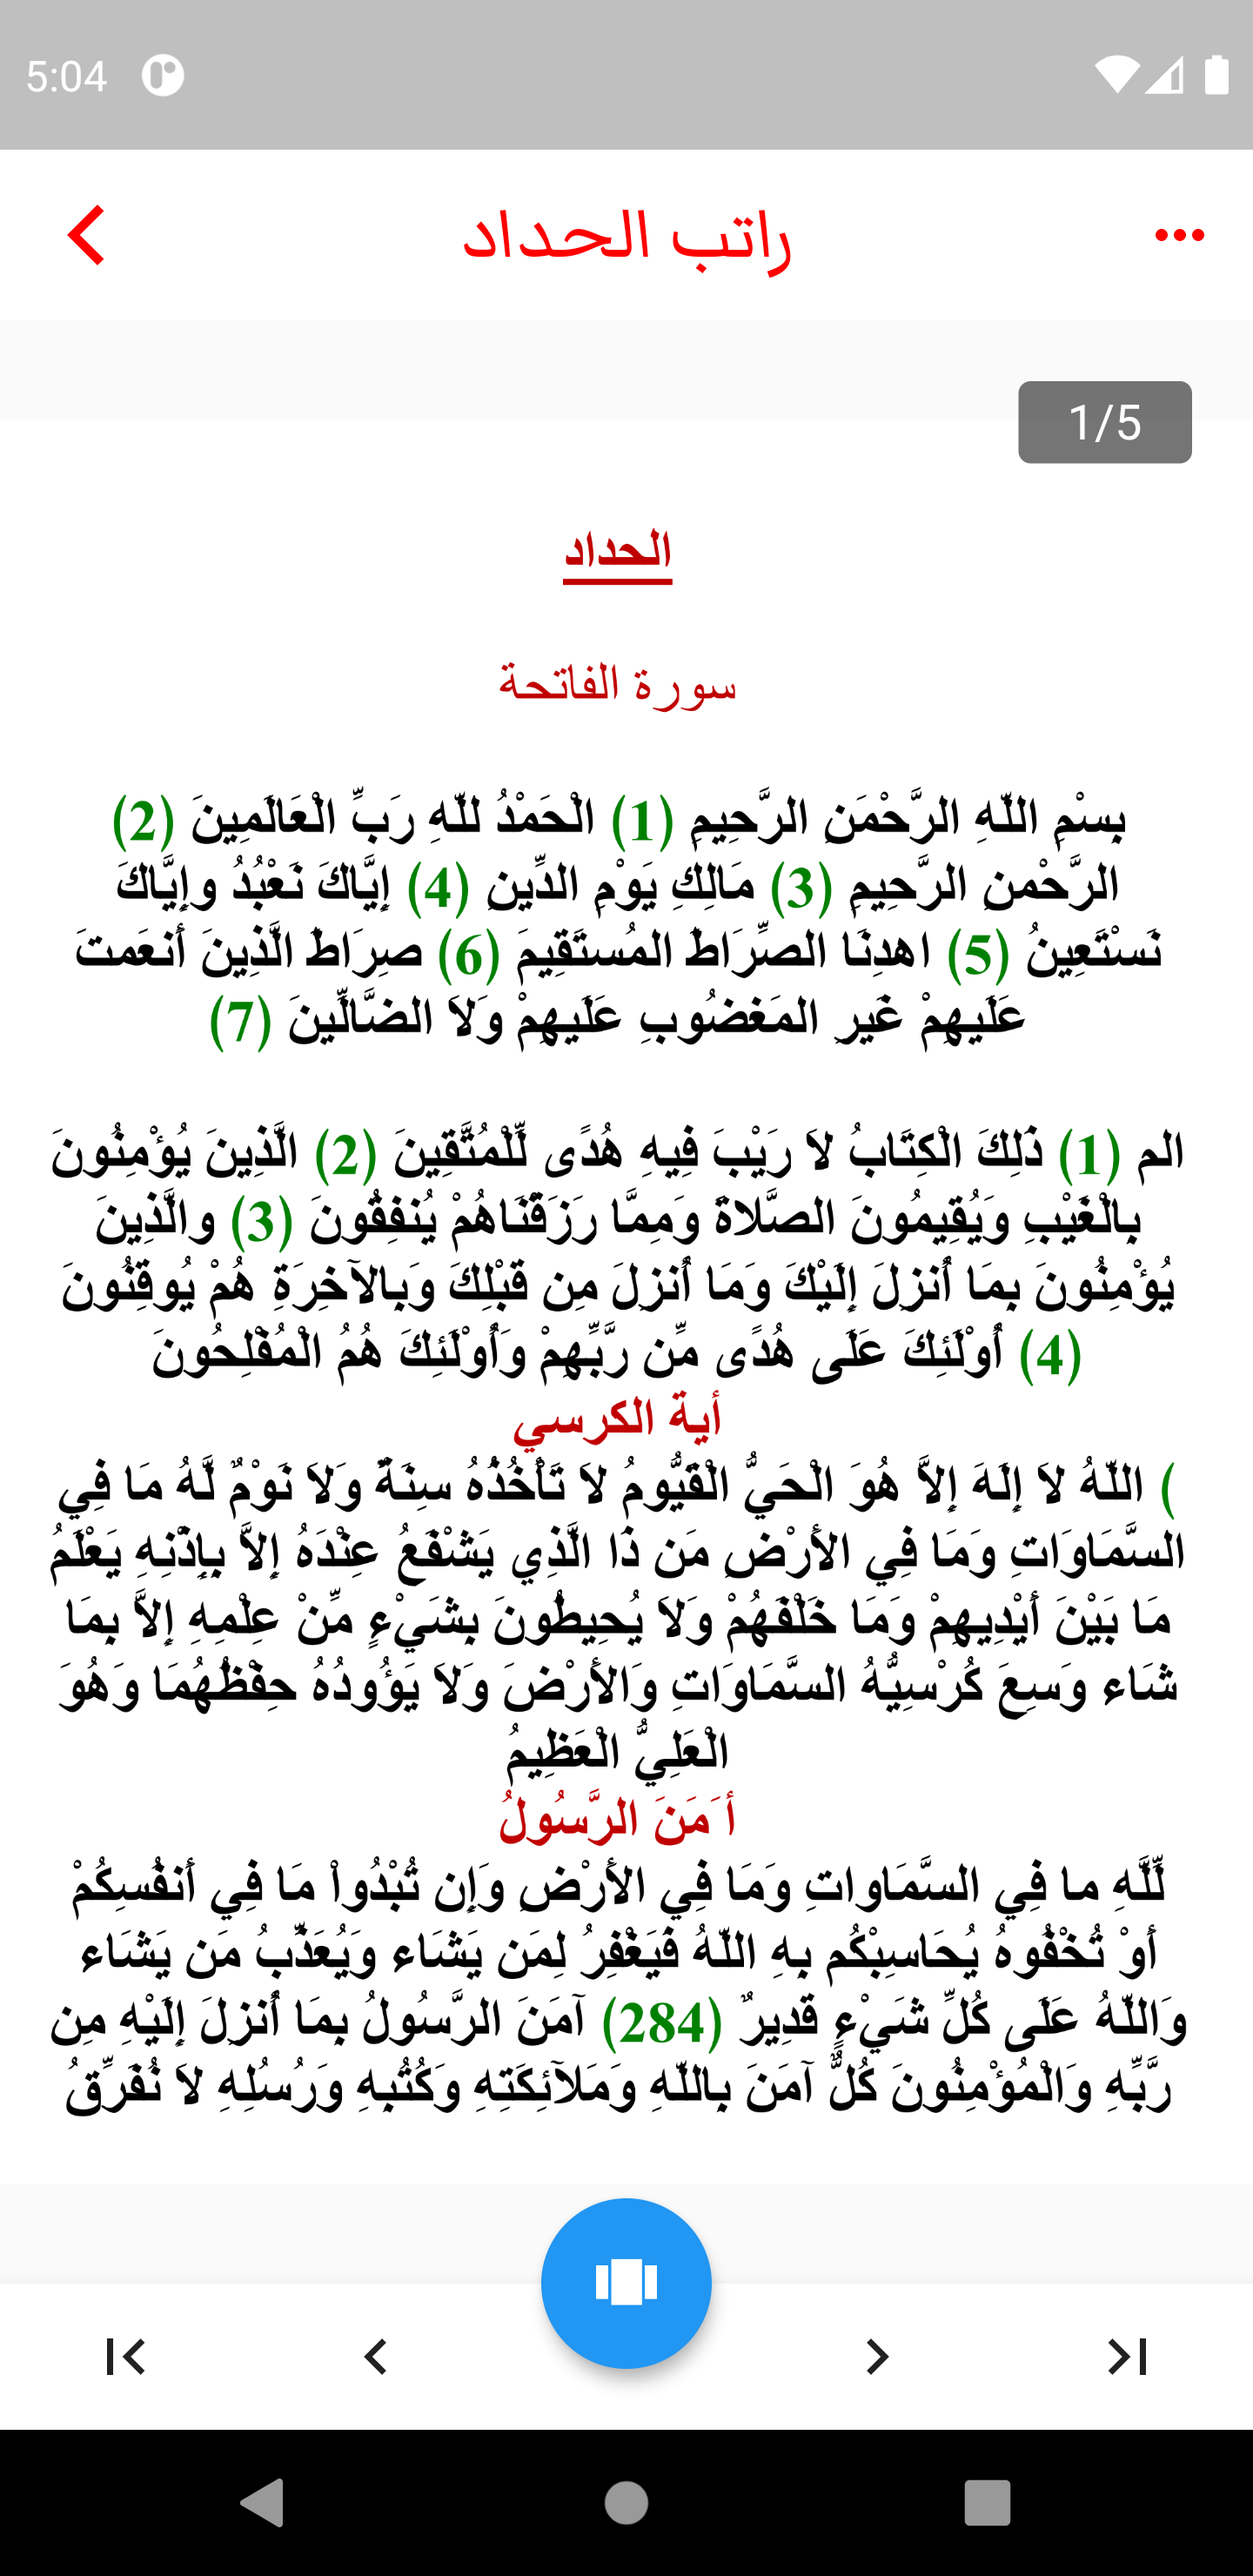 5:04
راتب الحداد
1/5
الحداد
سورة الفاتحة
بِسْمِ اللّهِ الرَّحْمَنِ الرَّحِيمِ (1) الْحَمْدُ للّهِ رَبِّ الْعَالَمِينَ (2)
الرَّحْمنِ الرَّحِيمِ (3) مَالِكِ يَوْمِ الدِّينِ (4) إِيَّاكَ نَعْبُدُ وإِيَّاكَ
نَسْتَعِينُ (5) اهدِنَا الصِّرَاطَ المُستَقِيمَ (6) صِرَاطَ الَّذِينَ أَنعَمتَ
عَلَيهِمْ غَيرِ المَغضُوبِ عَلَيهِمْ وَلاَ الضَّالِّينَ (7)
الم (1) ذَلِكَ الْكِتَابُ لاَ رَيْبَ فِيهِ هُدًى لِّلْمُتَّقِينَ (2) الَّذِينَ يُؤْمِنُونَ
بِالْغَيْبِ وَيُقِيمُونَ الصَّلاةَ وَمِمَّا رَزَقْنَاهُمْ يُنفِقُونَ (3) والَّذِينَ
يُؤْمِنُونَ بِمَا أُنزِلَ إِلَيْكَ وَمَا أُنزِلَ مِن قَبْلِكَ وَبِالآخِرَةِ هُمْ يُوقِنُونَ
(4) أُوْلَئِكَ عَلَى هُدًى مِّن رَّبِّهِمْ وَأُوْلَئِكَ هُمُ الْمُفْلِحُونَ
أية الكرسي
) اللّهُ لاَ إِلَهَ إِلاَّ هُوَ الْحَيُّ الْقَيُّومُ لاَ تَأْخُذُهُ سِنَةٌ وَلاَ نَوْمٌ لَّهُ مَا فِي
السَّمَاوَاتِ وَمَا فِي الأَرْضِ مَن ذَا الَّذِي يَشْفَعُ عِنْدَهُ إِلاَّ بِإِذْنِهِ يَعْلَمُ
مَا بَيْنَ أَيْدِيهِمْ وَمَا خَلْفَهُمْ وَلاَ يُحِيطُونَ بِشَيْءٍ مِّنْ عِلْمِهِ إِلاَّ بِمَا
شَاء وَسِعَ كُرْسِيُّهُ السَّمَاوَاتِ وَالأَرْضَ وَلاَ يَؤُودُهُ حِفْظُهُمَا وَهُوَ
الْعَلِيُّ الْعَظِيمُ
أ َمَنَ الرَّسُولُ
لِّلَّهِ ما فِي السَّمَاواتِ وَمَا فِي الأَرْضِ وَإِن تُبْدُواْ مَا فِي أَنفُسِكُمْ
أَوْ تُخْفُوهُ يُحَاسِبْكُم بِهِ اللّهُ فَيَغْفِرُ لِمَن يَشَاء وَيُعَذِّبُ مَن يَشَاء
وَاللّهُ عَلَى كُلِّ شَيْءٍ قَدِيرٌ (284) آمَنَ الرَّسُولُ بِمَا أُنزِلَ إِلَيْهِ مِن
رَّبِّهِ وَالْمُؤْمِنُونَ كُلٌّ آمَنَ بِاللّهِ وَمَلآئِكَتِهِ وَكُتُبِهِ وَرُسُلِهِ لاَ نُفَرِّقُ